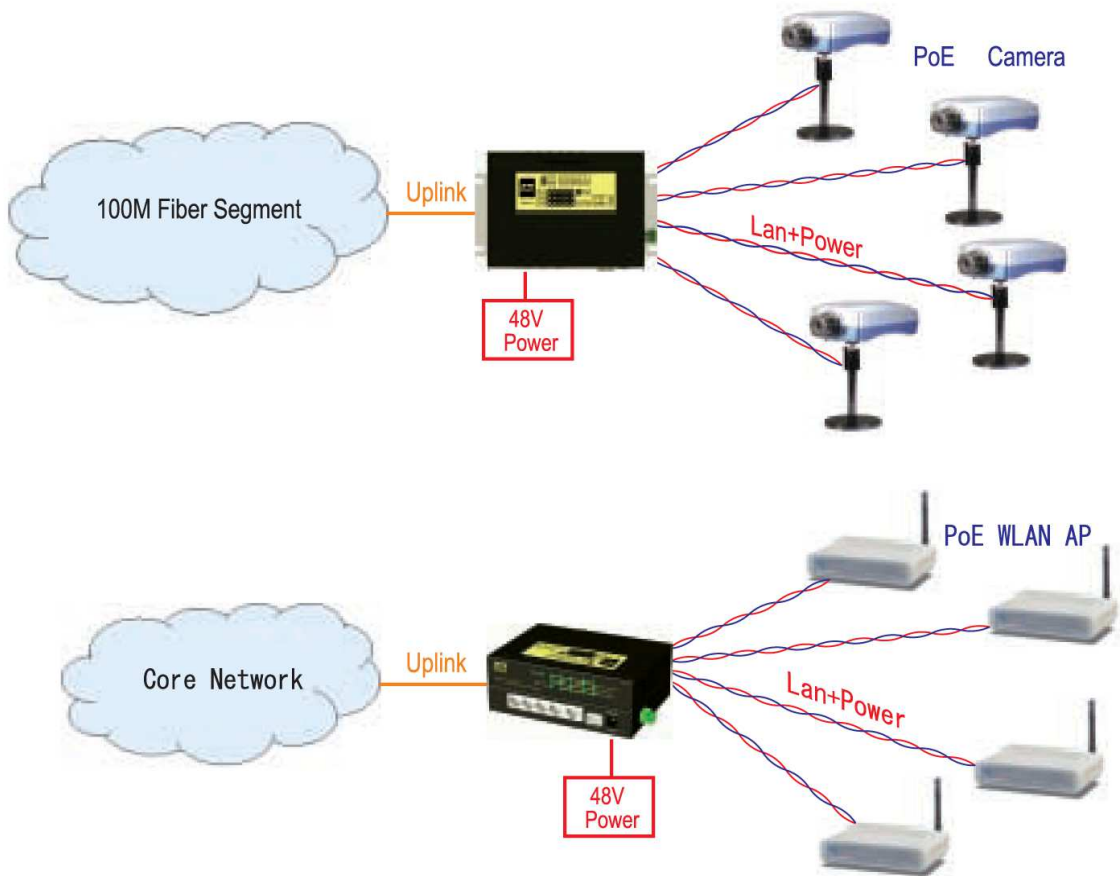 PoE Camera
100M Fiber Segment
Uplink
Lan+Power
48V
Power
PoE WLAN AP
Core Network
Uplink
Lan+Power
48V
Power